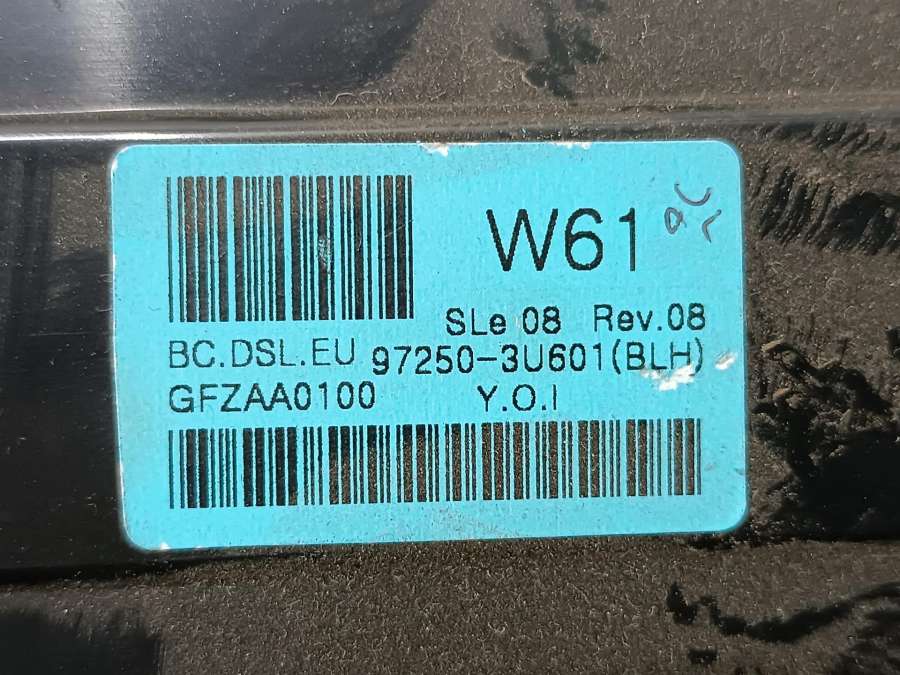 W61
SLe 08 Rev.08
BC.DSL.EU 97250-3U601(BLH)
GFZAA0100 Y.O.I